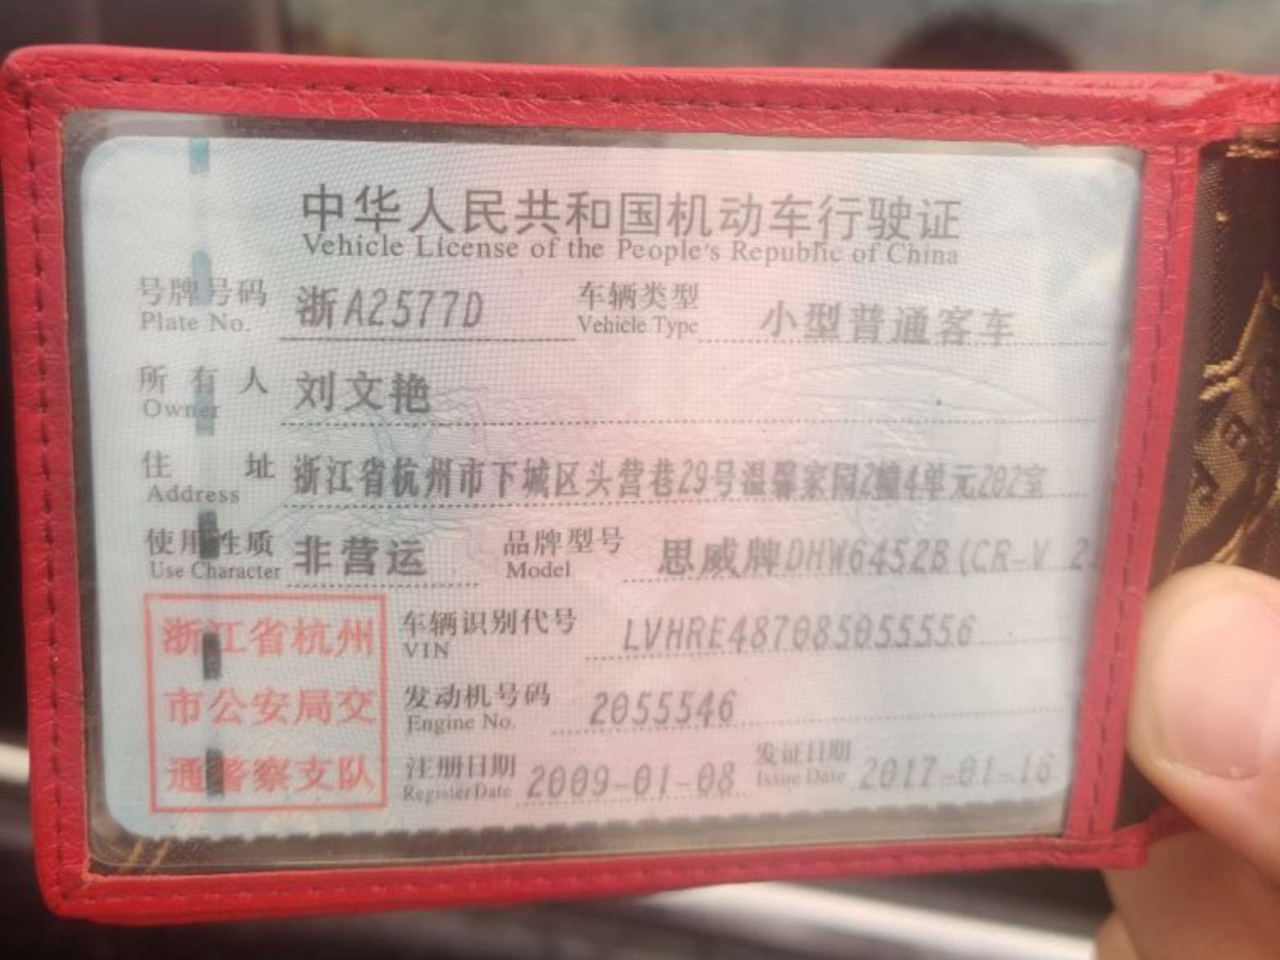 中华人民共和国机动车行驶证
Vehicle License of the People's Republic of China
号牌号码 浙A2577D 车辆类型 小型普通客车
Plate No. Vehicle Type
所有人 刘文艳
Owner
住址 浙江省杭州市下城区头营巷29号温馨家园2幢4单元202室
Address
使用性质 非营运 品牌型号 思威牌DHW6452B(CR-V 2
Use Character Model
浙江省杭州
市公安局交
通警察支队
车辆识别代号 LVHRE487085055556
VIN
发动机号码 2055546
Engine No.
注册日期 2009-01-08 发证日期 2017-01-16
Register Date Issue Date